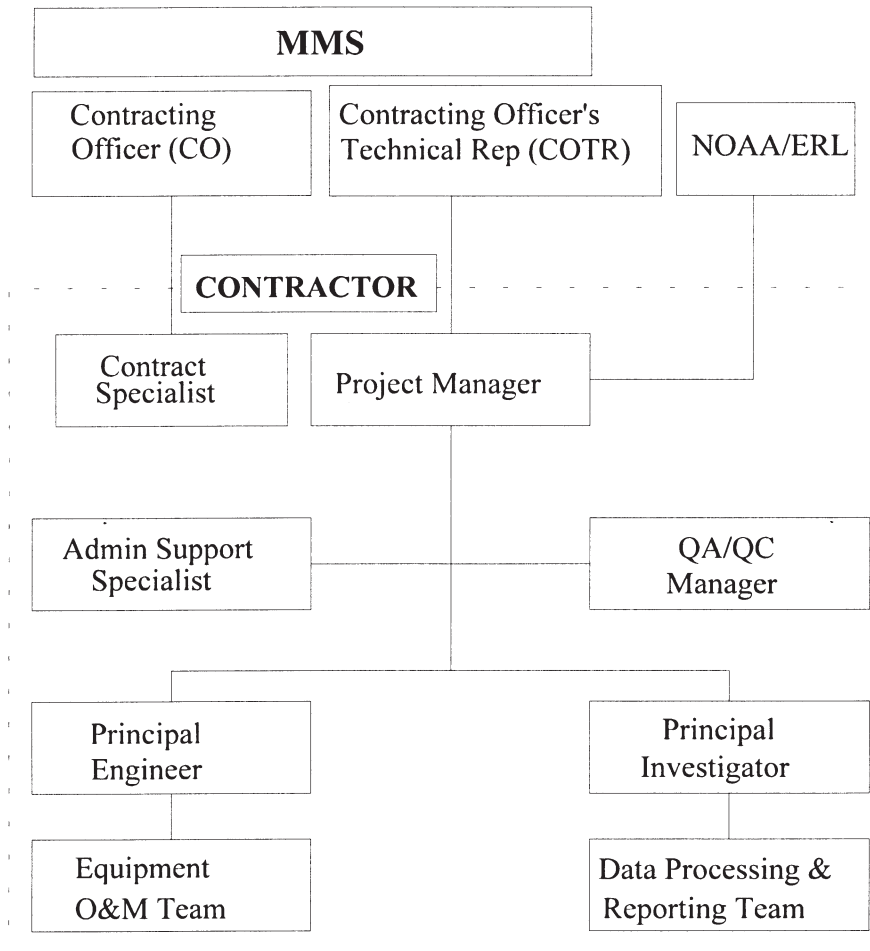 MMS
Contracting
Officer (CO)
Contracting Officer's
Technical Rep (COTR)
NOAA/ERL
CONTRACTOR
Contract
Specialist
Project Manager
Admin Support
Specialist
QA/QC
Manager
Principal
Engineer
Principal
Investigator
Equipment
O&M Team
Data Processing &
Reporting Team